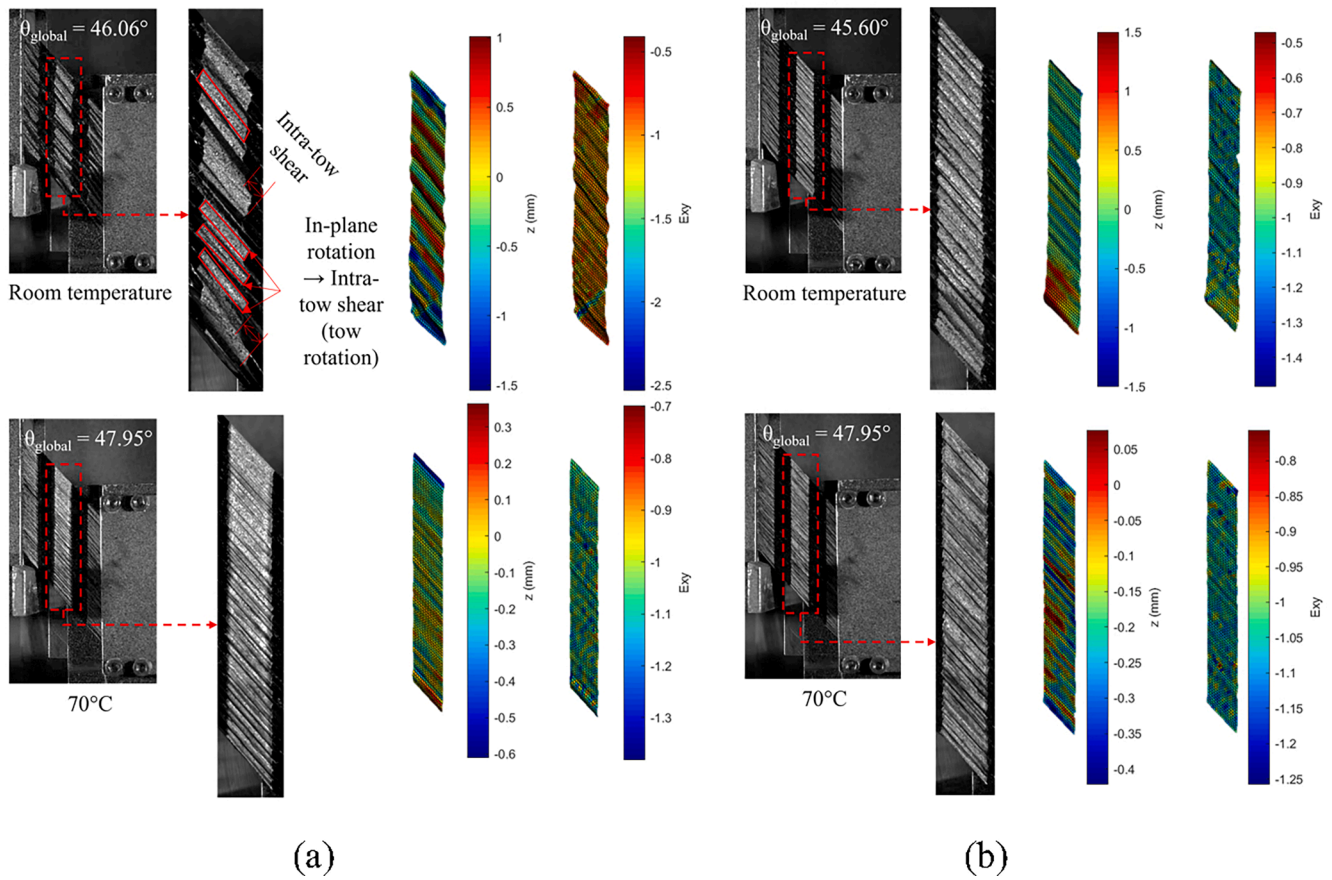 θglobal = 46.06°
Room temperature
Intra-tow
shear
In-plane
rotation
→ Intra-
tow shear
(tow
rotation)
1
0.5
0
-0.5
-1
-1.5
z (mm)
-0.5
-1
-1.5
-2
-2.5
Exy
θglobal = 45.60°
Room temperature
1.5
1
0.5
0
-0.5
-1
-1.5
z (mm)
-0.5
-0.6
-0.7
-0.8
-0.9
-1
-1.1
-1.2
-1.3
-1.4
Exy
θglobal = 47.95°
70°C
0.3
0.2
0.1
0
-0.1
-0.2
-0.3
-0.4
-0.5
-0.6
z (mm)
-0.7
-0.8
-0.9
-1
-1.1
-1.2
-1.3
Exy
θglobal = 47.95°
70°C
0.05
0
-0.05
-0.1
-0.15
-0.2
-0.25
-0.3
-0.35
-0.4
z (mm)
-0.8
-0.85
-0.9
-0.95
-1
-1.05
-1.1
-1.15
-1.2
-1.25
Exy
(a)
(b)